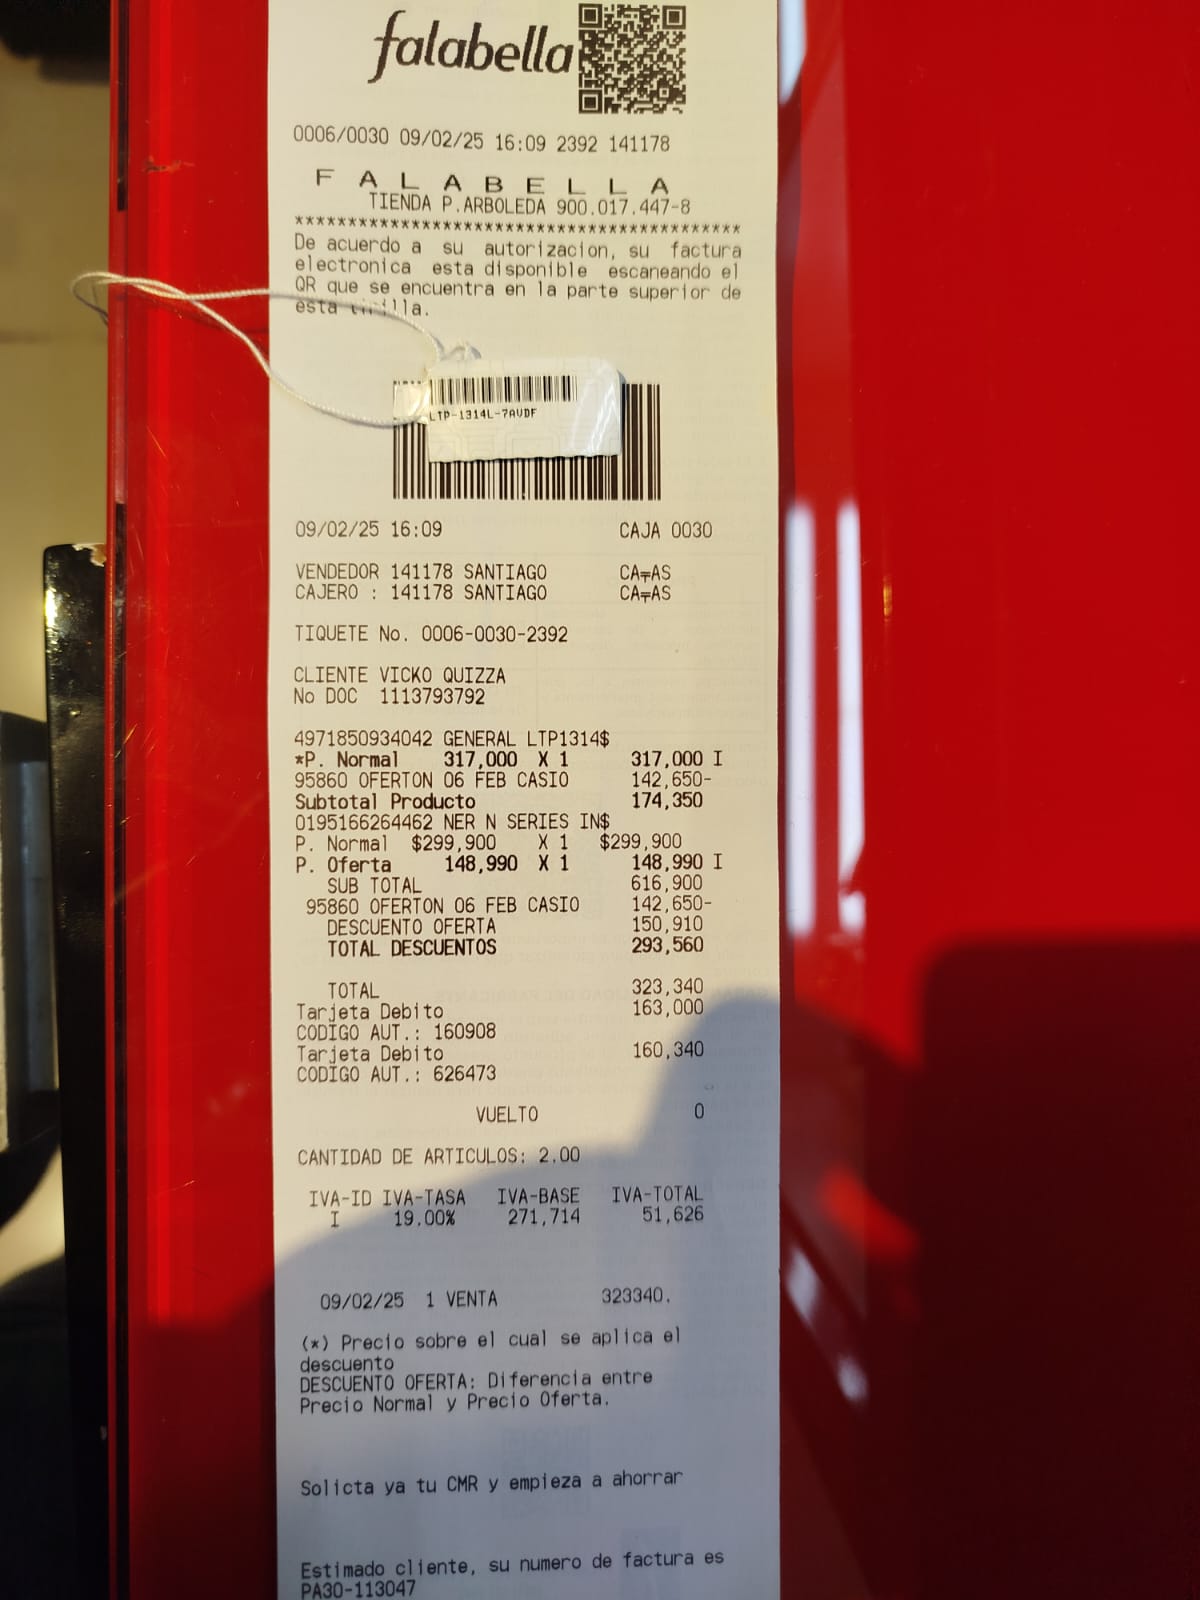 falabella
0006/0030 09/02/25 16:09 2392 141178
F A L A B E L L A
TIENDA P.ARBOLEDA 900.017.447-8
******************************************
De acuerdo a su autorizacion, su factura
electronica esta disponible escaneando el
QR que se encuentra en la parte superior de
esta tirilla.
LTP-1314L-7AVDF
09/02/25 16:09 CAJA 0030
VENDEDOR 141178 SANTIAGO
CAJERO : 141178 SANTIAGO
TIQUETE No. 0006-0030-2392
CLIENTE VICKO QUIZZA
No DOC 1113793792
4971850934042 GENERAL LTP1314$
*P. Normal 317,000 X 1 317,000 I
95860 OFERTON 06 FEB CASIO 142,650-
Subtotal Producto 174,350
0195166264462 NER N SERIES IN$
P. Normal $299,900 X 1 $299,900
P. Oferta 148,990 X 1 148,990 I
SUB TOTAL 616,900
95860 OFERTON 06 FEB CASIO 142,650-
DESCUENTO OFERTA 150,910
TOTAL DESCUENTOS 293,560
TOTAL 323,340
Tarjeta Debito 163,000
CODIGO AUT.: 160908
Tarjeta Debito 160,340
CODIGO AUT.: 626473
VUELTO 0
CANTIDAD DE ARTICULOS: 2.00
IVA-ID IVA-TASA IVA-BASE IVA-TOTAL
I 19.00% 271,714 51,626
09/02/25 1 VENTA 323340.
(*) Precio sobre el cual se aplica el
descuento
DESCUENTO OFERTA: Diferencia entre
Precio Normal y Precio Oferta.
Solicta ya tu CMR y empieza a ahorrar
Estimado cliente, su numero de factura es
PA30-113047